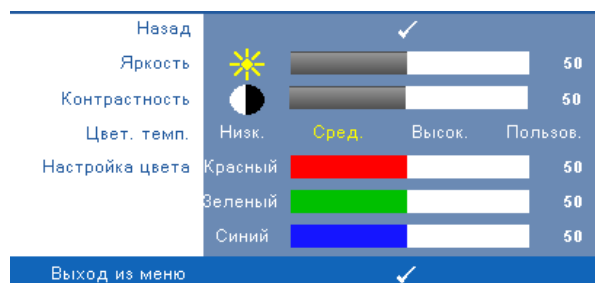 Назад
Яркость 50
Контрастность 50
Цвет. темп. Низк. Сред. Высок. Пользов.
Настройка цвета Красный 50
Зеленый 50
Синий 50
Выход из меню